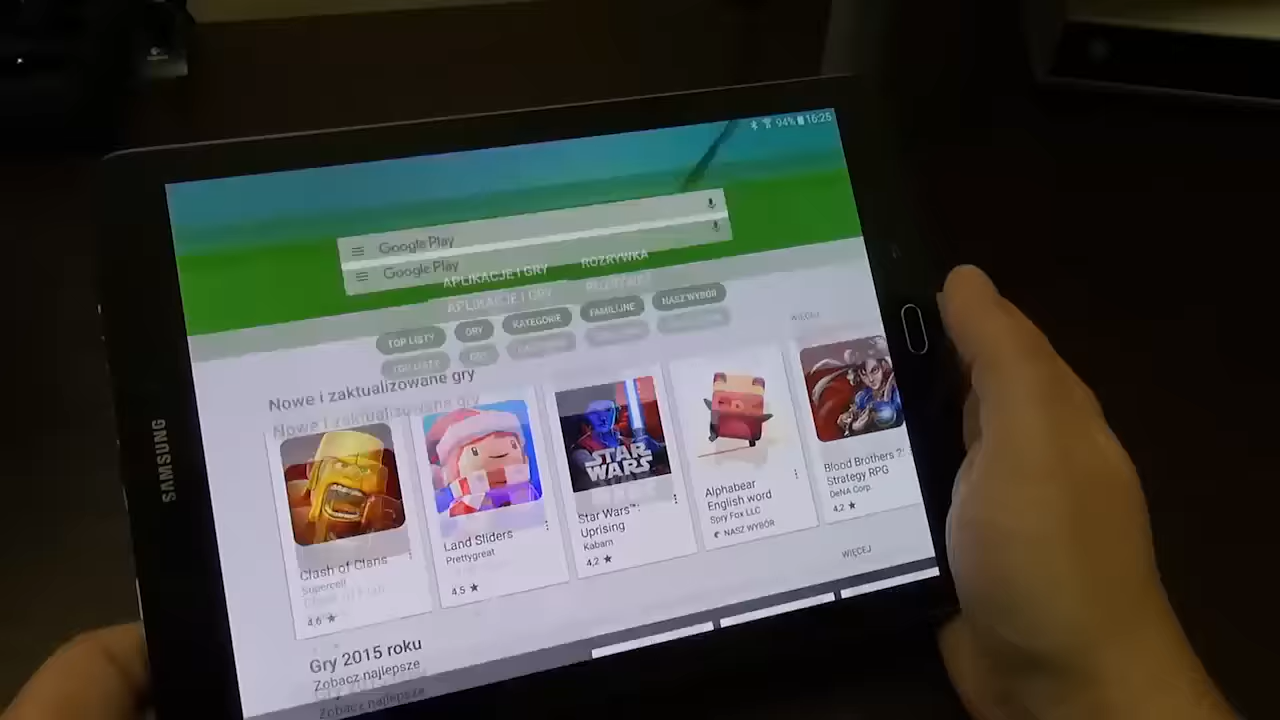 94% 16:25
Google Play
Google Play
APLIKACJE I GRY ROZRYWKA
APLIKACJE I GRY
TOP LISTY GRY KATEGORIE FAMILIJNE NASZ WYBÓR
TOP LISTY GRY
WIĘCEJ
Nowe i zaktualizowane gry
Nowe i zaktualizowane gry
SAMSUNG
STAR WARS
Clash of Clans
Supercell
4,6 ★
Land Sliders
Prettygreat
4,5 ★
Star Wars™:
Uprising
Kabam
4,2 ★
Alphabear
English word
Spry Fox LLC
NASZ WYBÓR
Blood Brothers 2:
Strategy RPG
DeNA Corp.
4,2 ★
WIĘCEJ
Gry 2015 roku
Zobacz najlepsze
Zobacz najlepsze